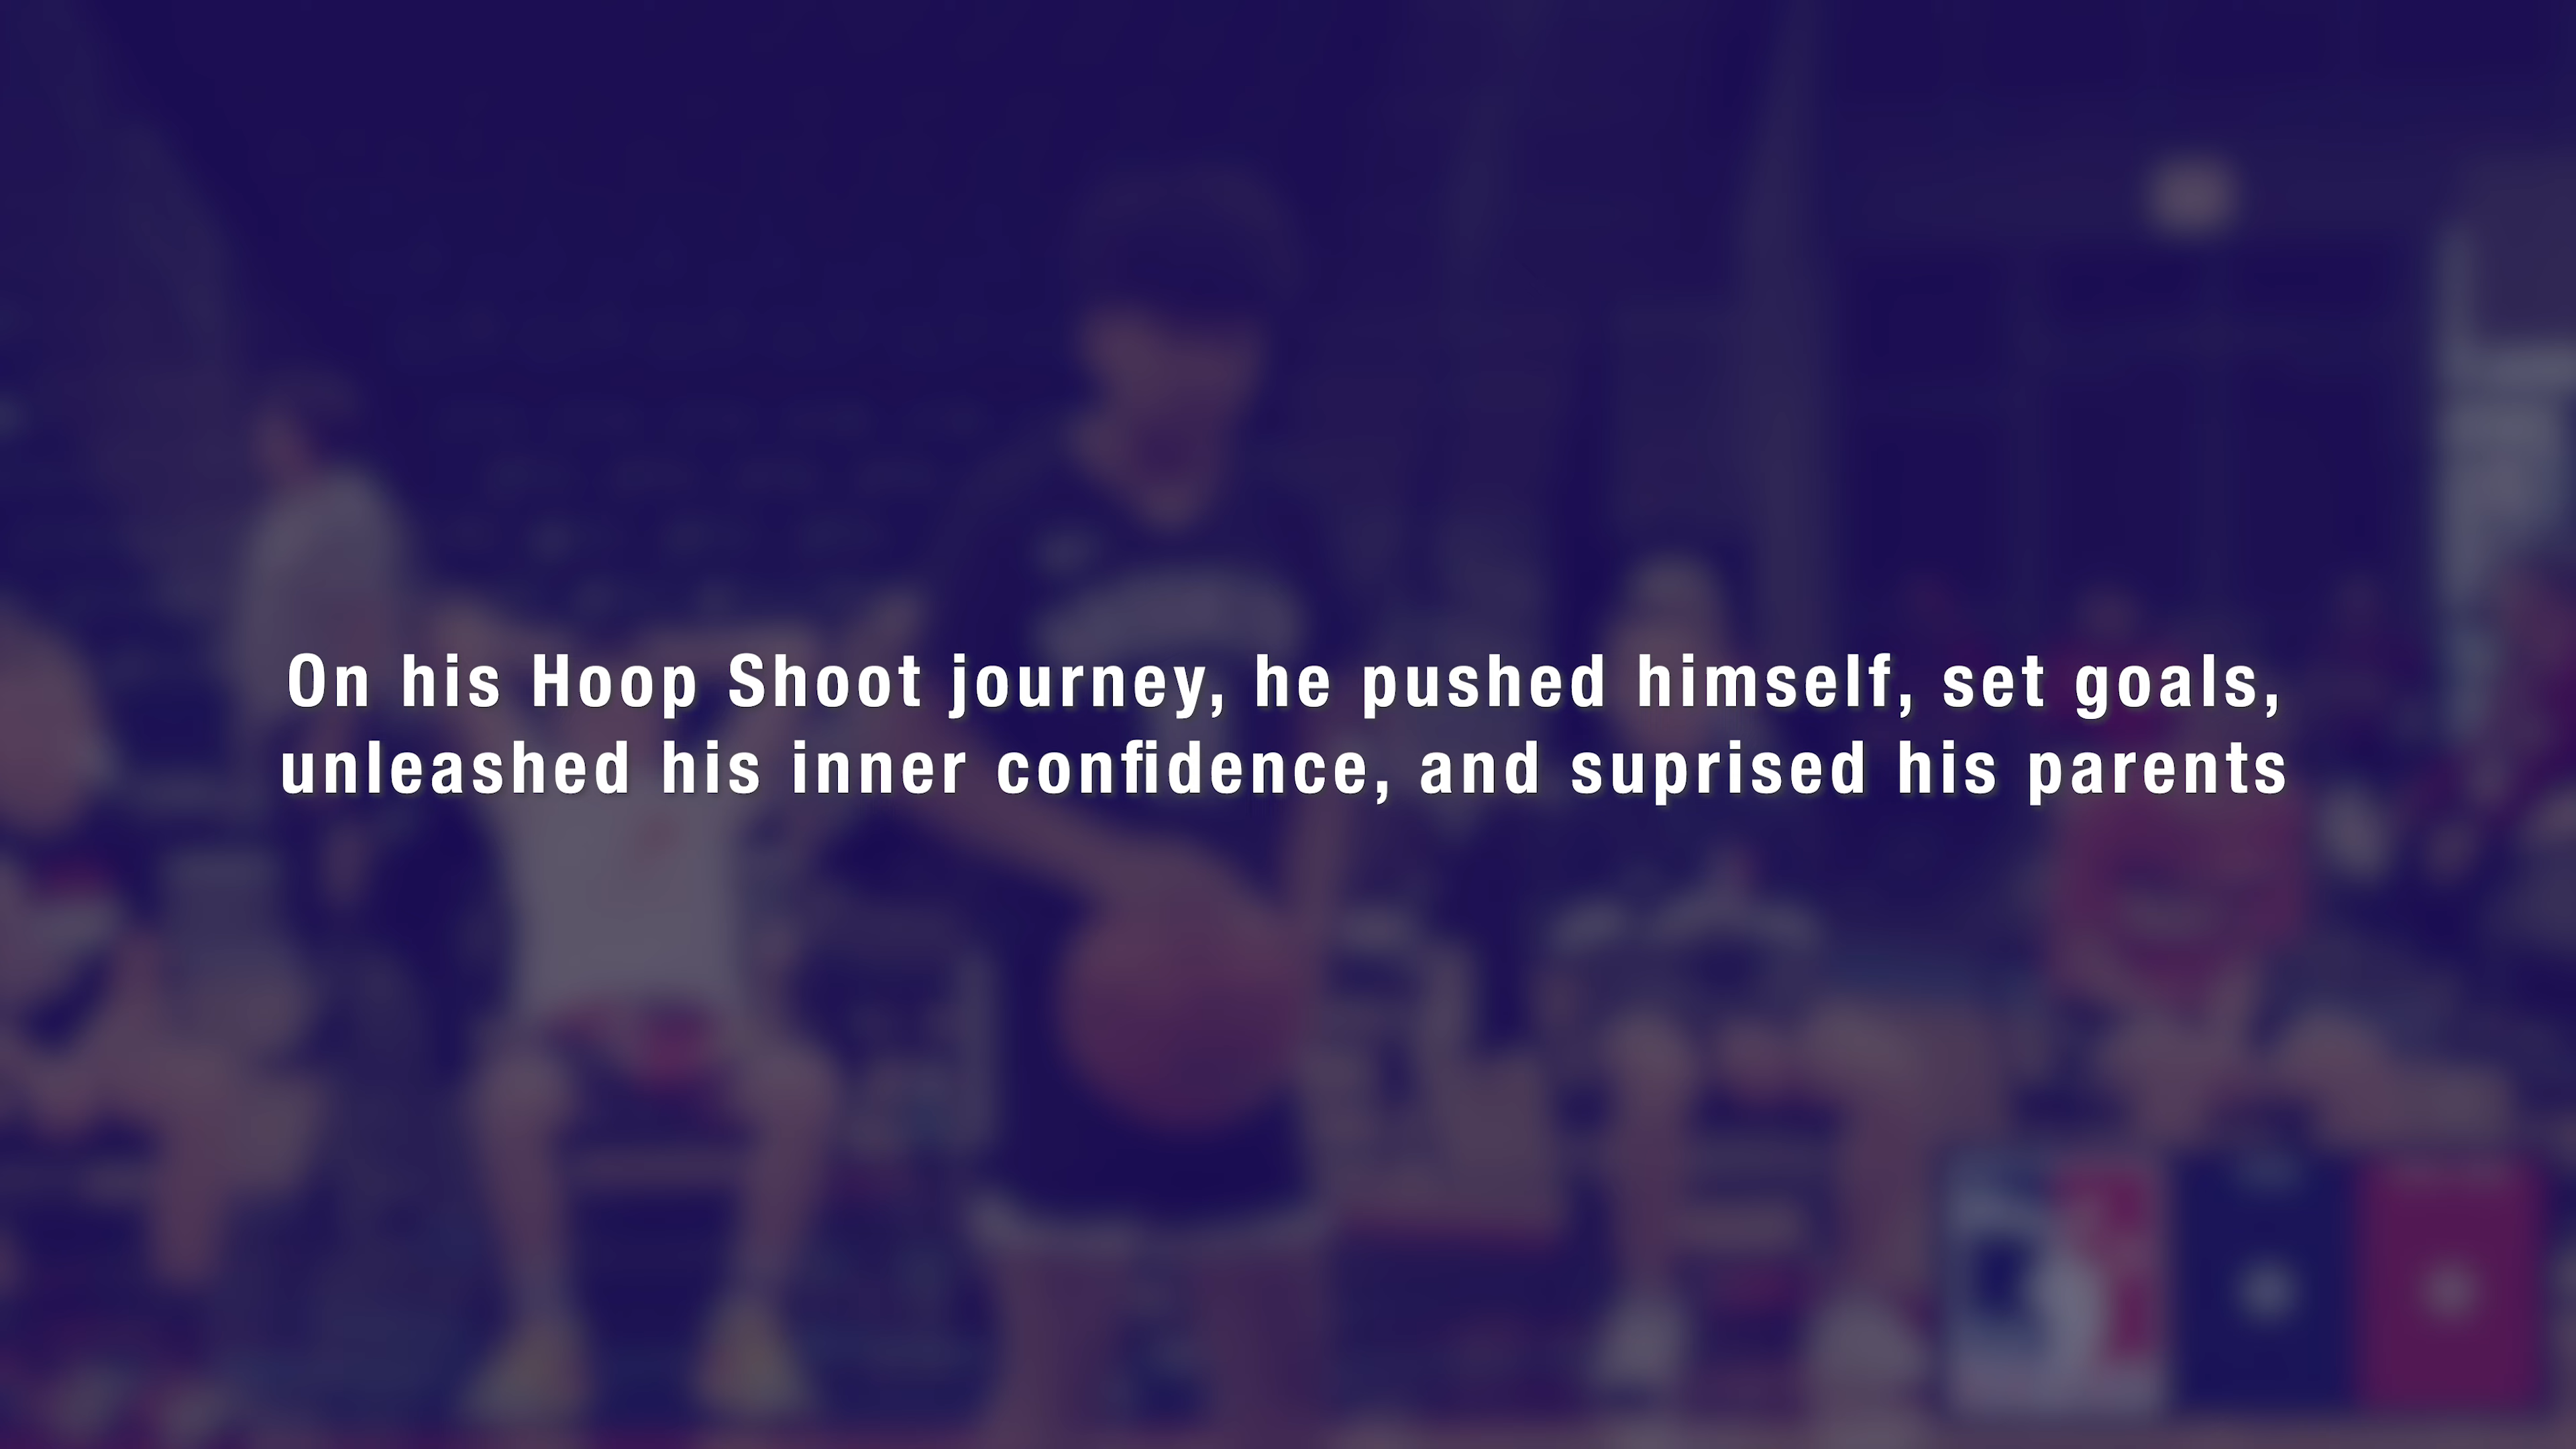 On his Hoop Shoot journey, he pushed himself, set goals,
unleashed his inner confidence, and suprised his parents